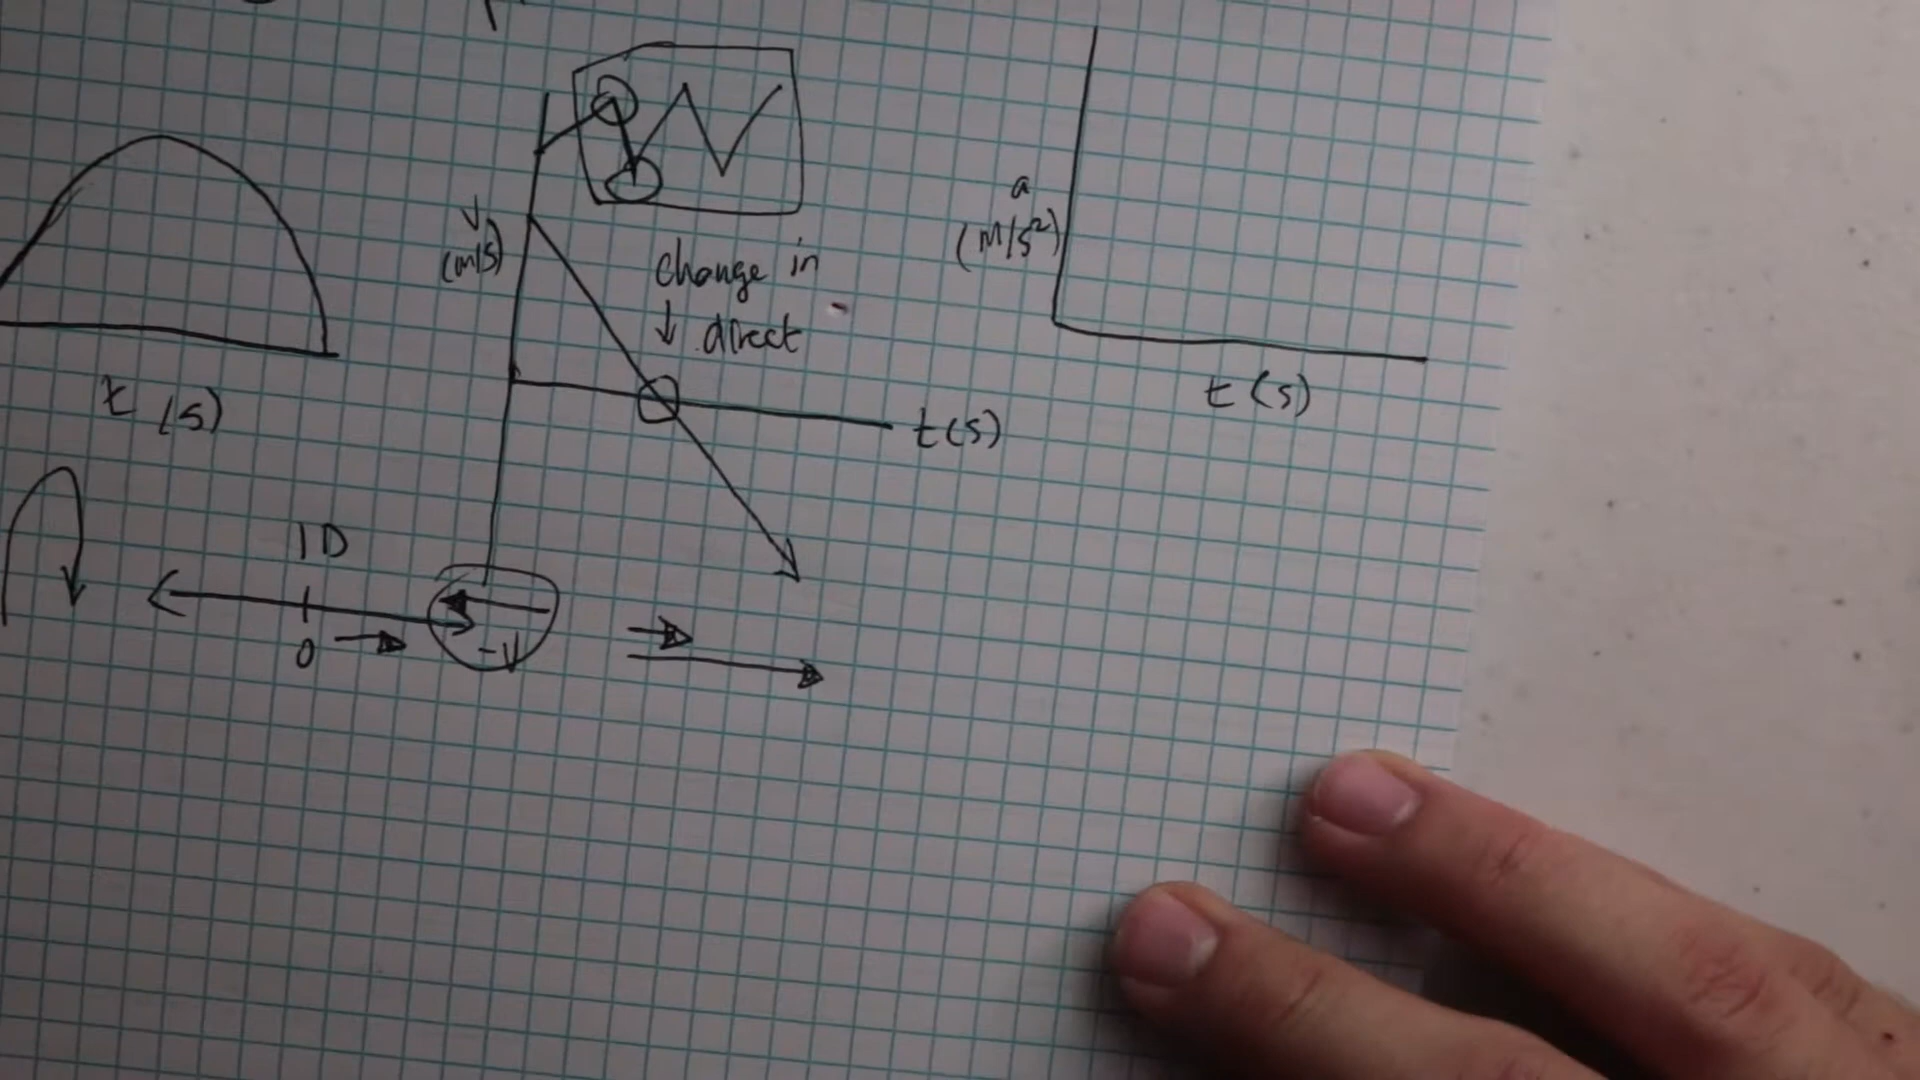 v
(m/s)
change in
↓ direct
t(s)
a
(m/s²)
t(s)
t (s)
1D
0
-V